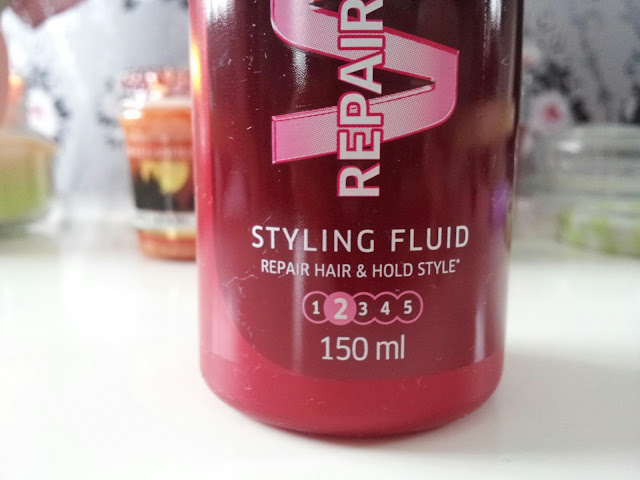 REPAIR
STYLING FLUID
REPAIR HAIR & HOLD STYLE*
1 2 3 4 5
150 ml